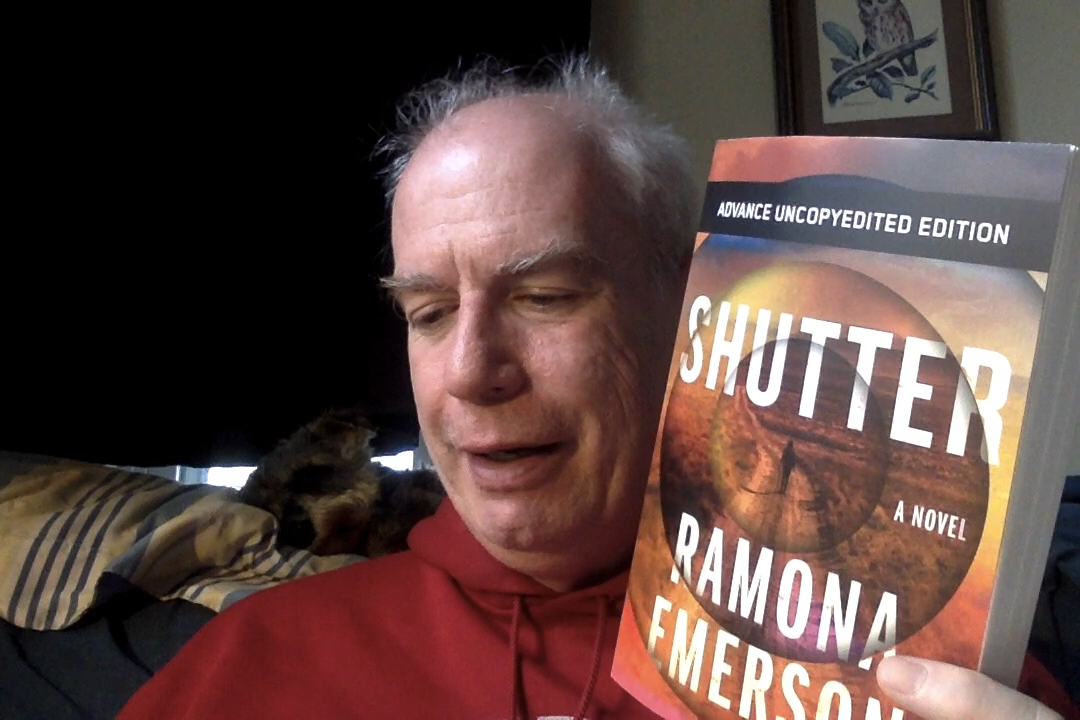 ADVANCE UNCOPYEDITED EDITION
SHUTTER
A NOVEL
RAMONA
EMERSON